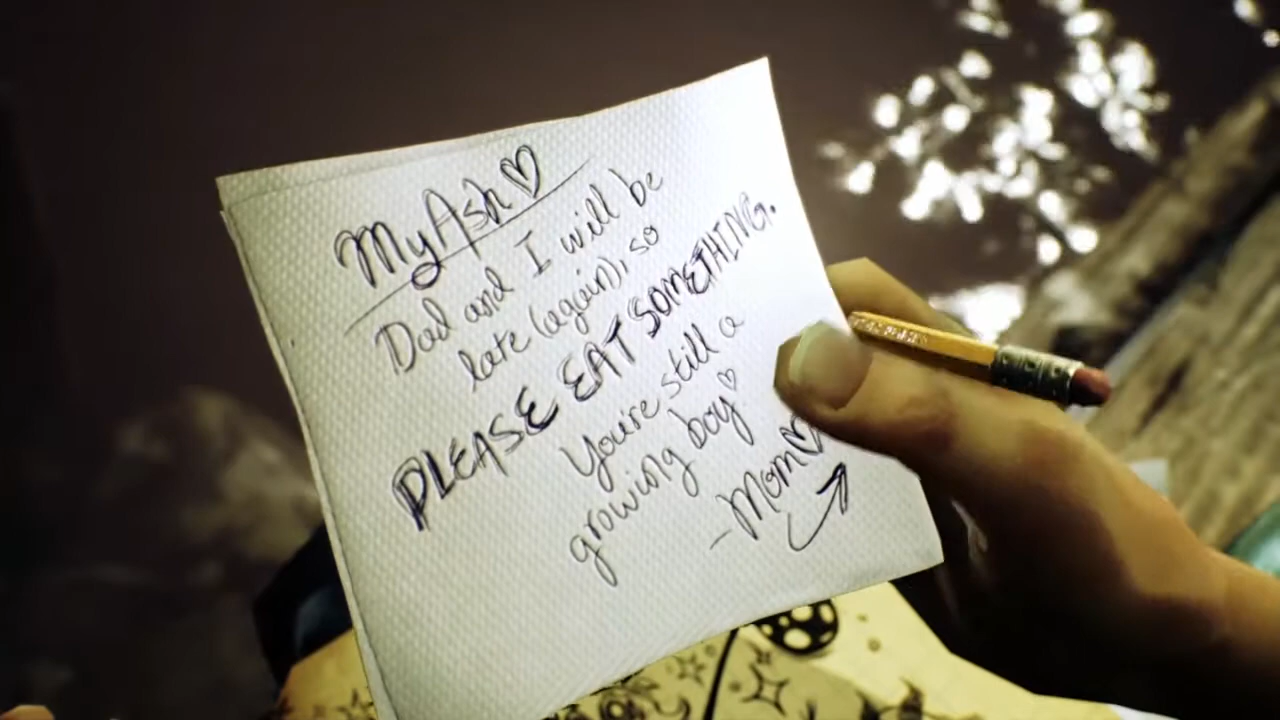 My Ash♡
Dad and I will be
late (again), so
PLEASE EAT SOMETHING.
You're still a
growing boy♡
-Mom♡